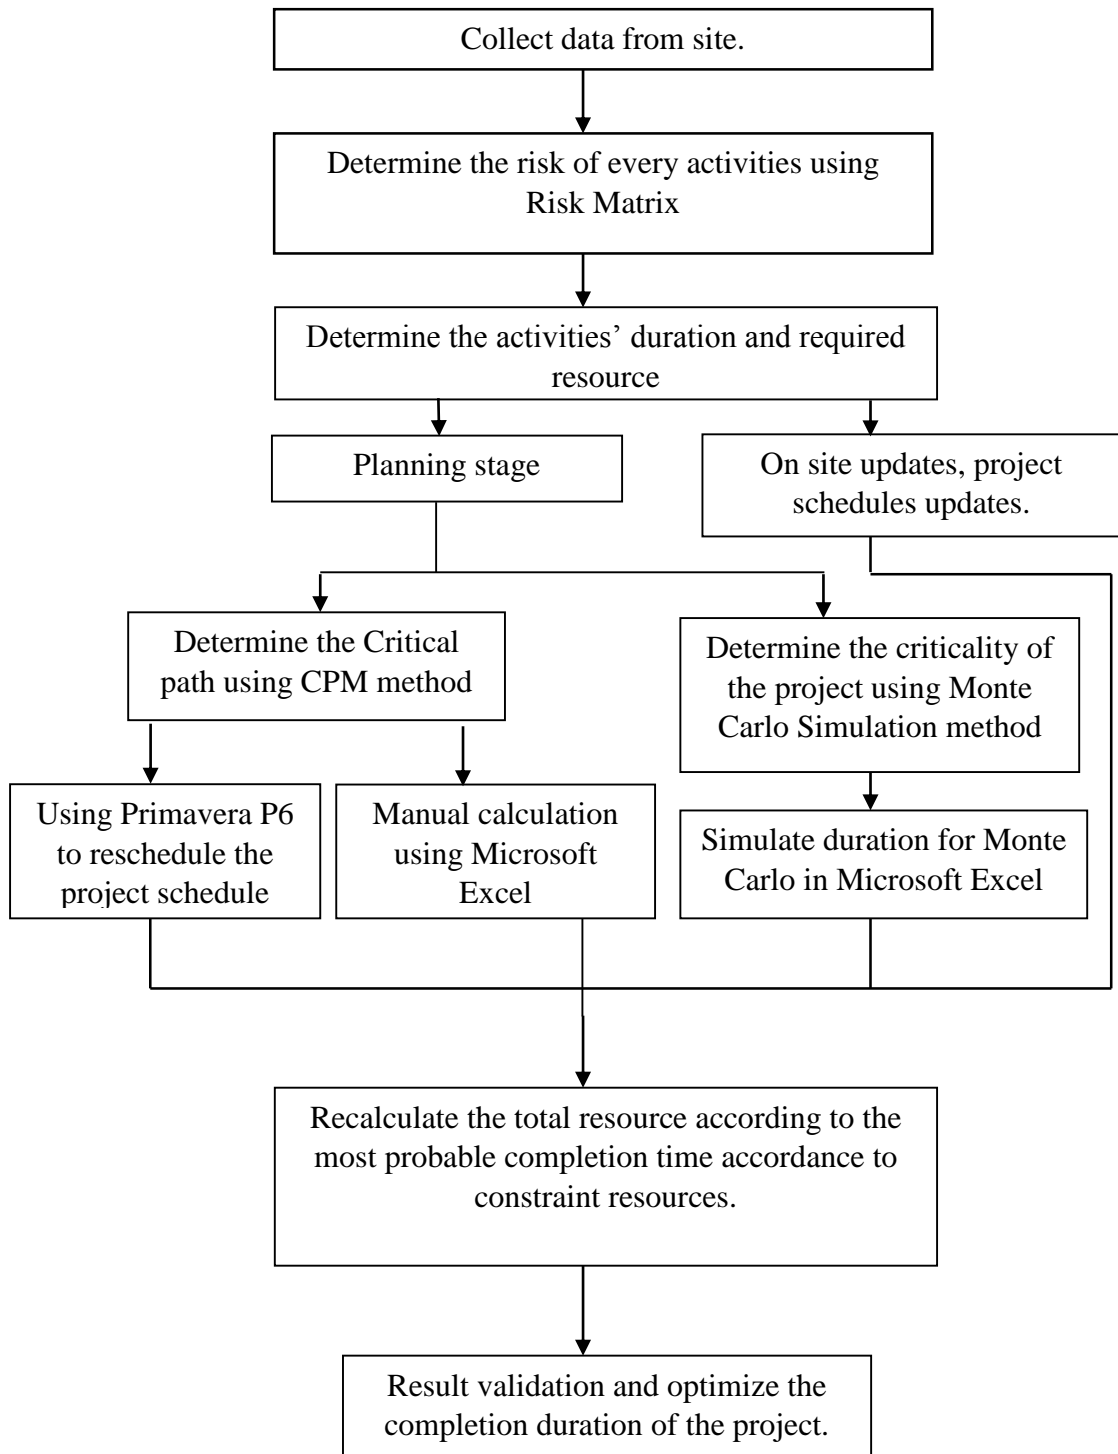 Collect data from site.
Determine the risk of every activities using
Risk Matrix
Determine the activities’ duration and required
resource
Planning stage
On site updates, project
schedules updates.
Determine the Critical
path using CPM method
Determine the criticality of
the project using Monte
Carlo Simulation method
Using Primavera P6
to reschedule the
project schedule
Manual calculation
using Microsoft
Excel
Simulate duration for Monte
Carlo in Microsoft Excel
Recalculate the total resource according to the
most probable completion time accordance to
constraint resources.
Result validation and optimize the
completion duration of the project.